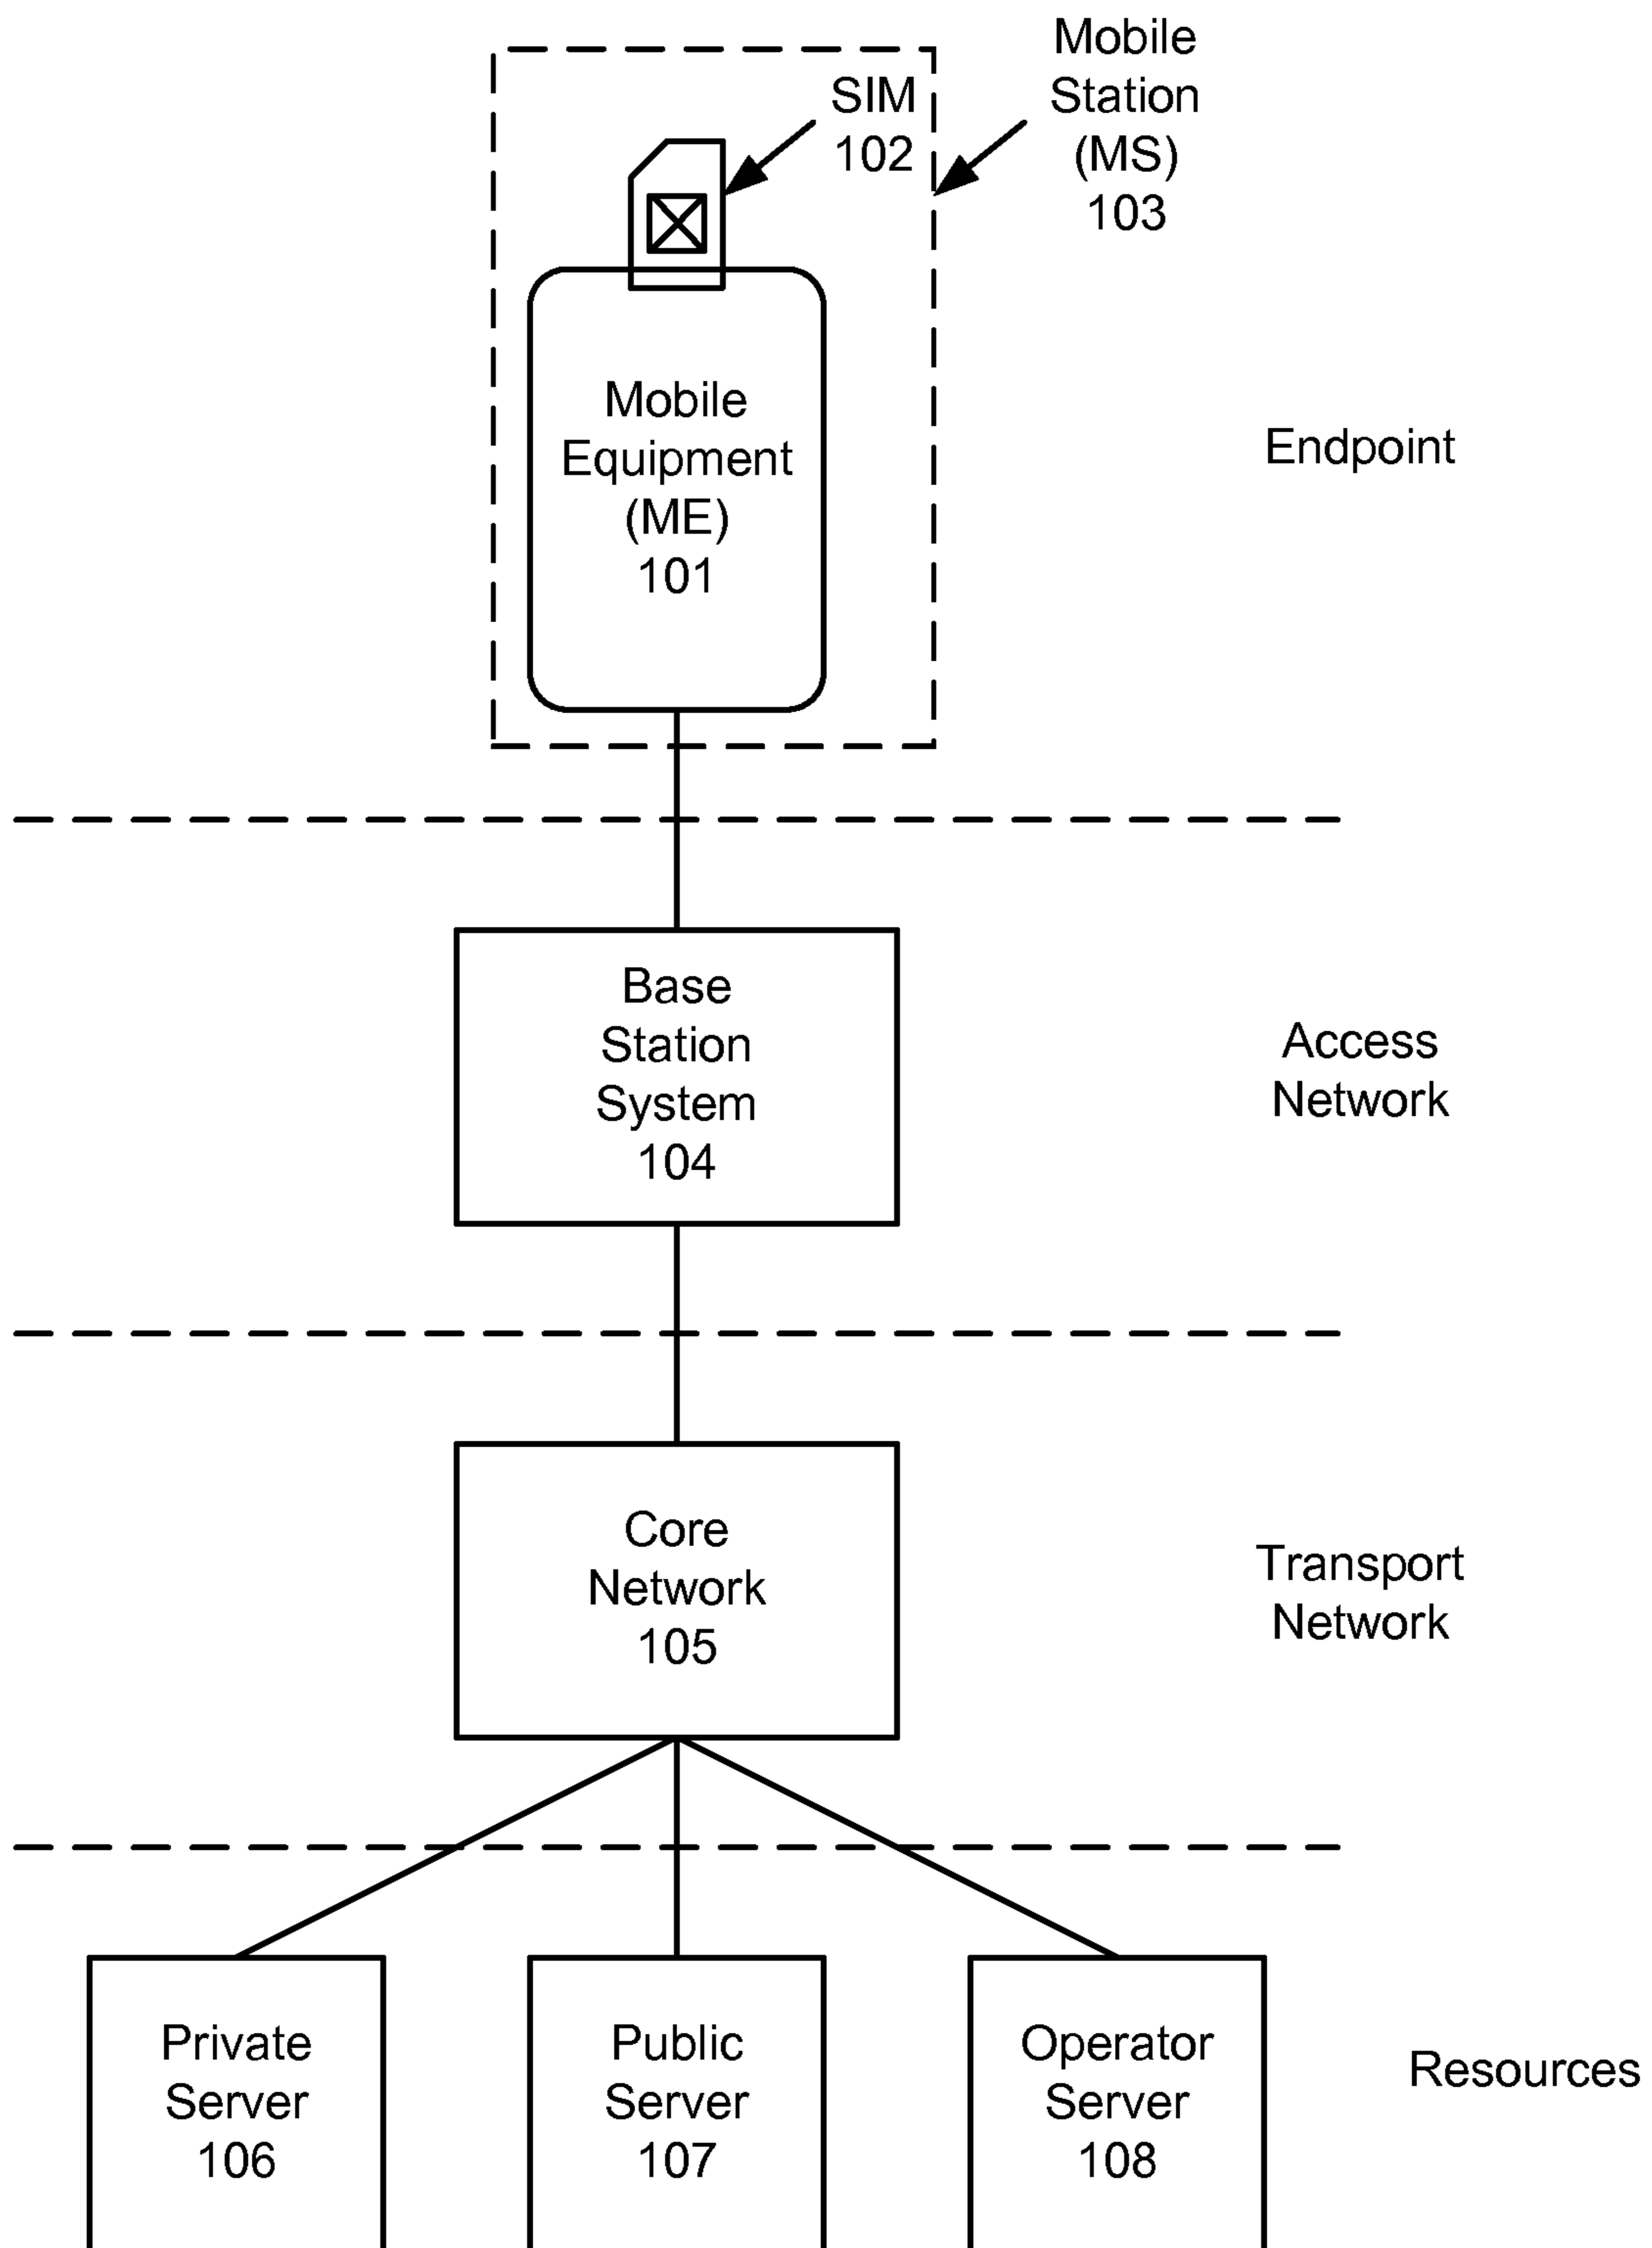 Mobile
Station
(MS)
103
SIM
102
Mobile
Equipment
(ME)
101
Endpoint
Base
Station
System
104
Access
Network
Core
Network
105
Transport
Network
Private
Server
106
Public
Server
107
Operator
Server
108
Resources